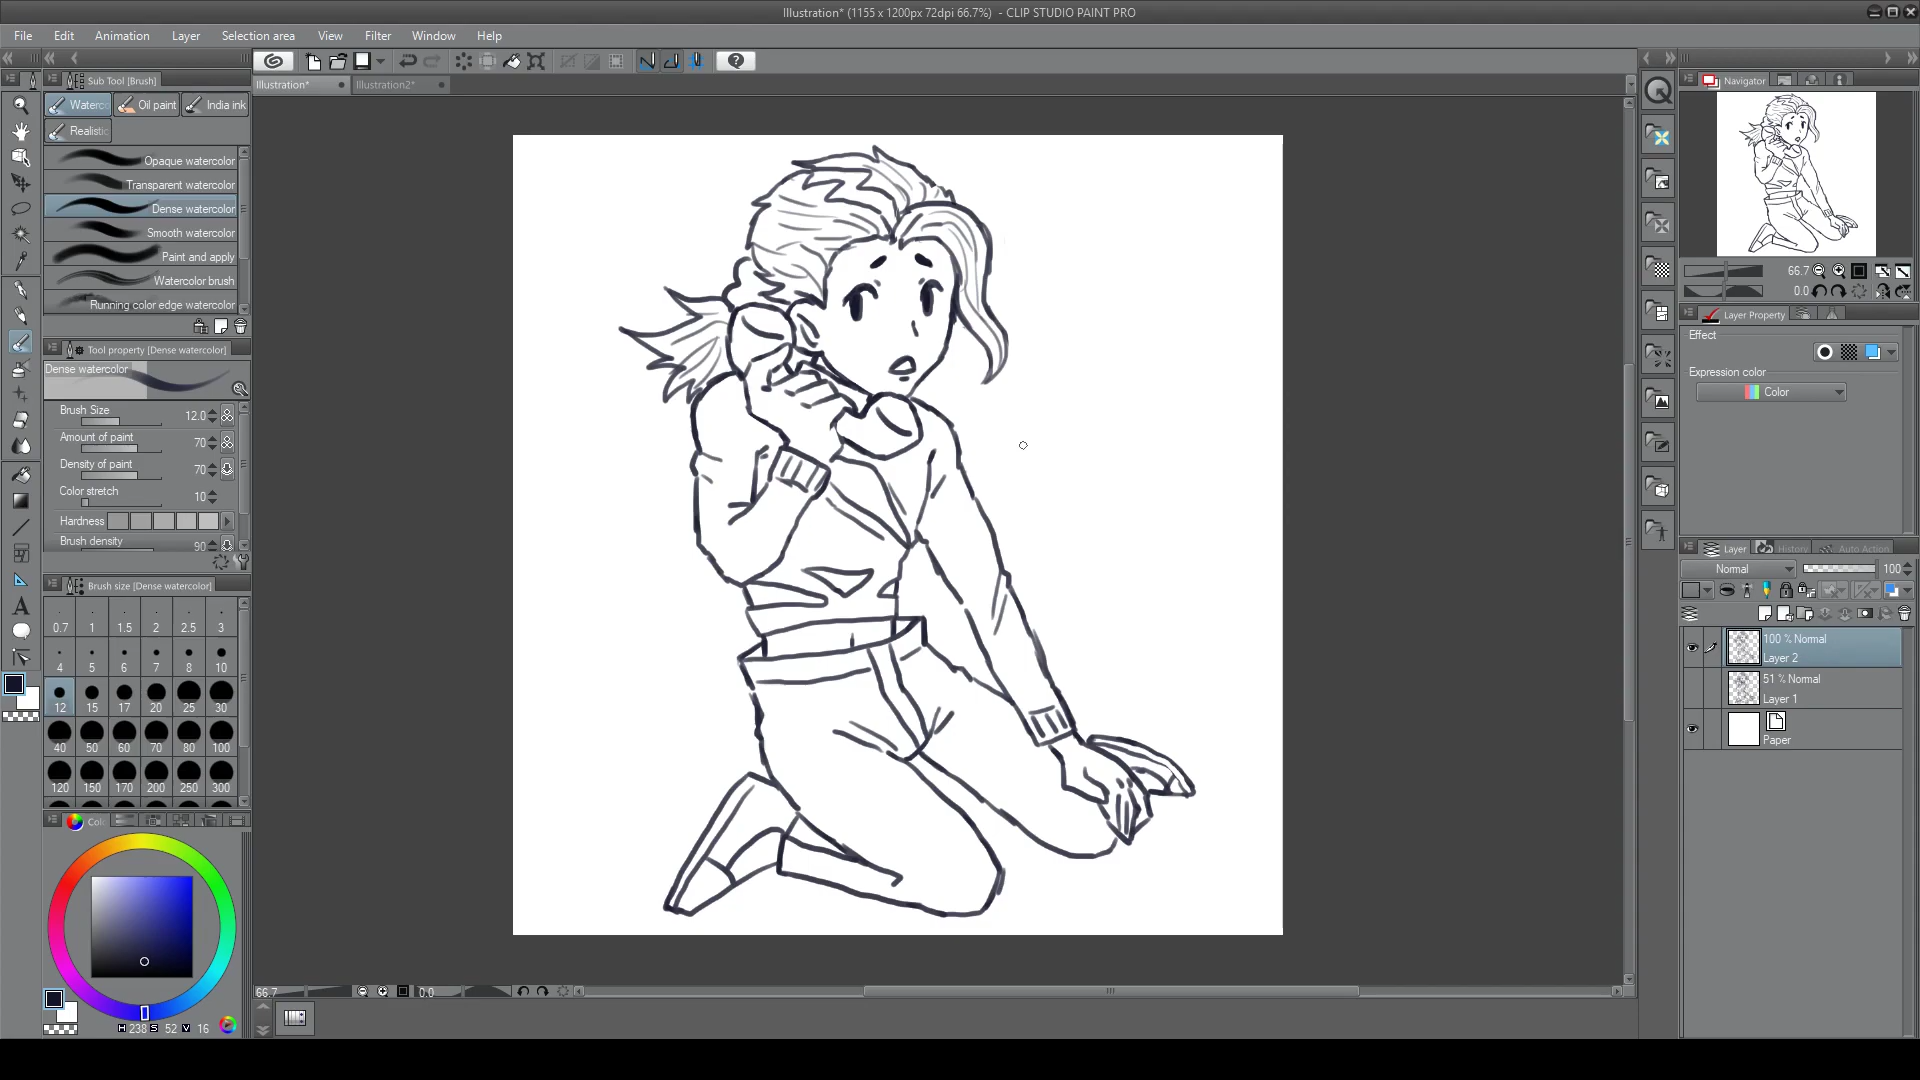 Illustration* (1155 x 1200px 72dpi 66.7%) - CLIP STUDIO PAINT PRO
File Edit Animation Layer Selection area View Filter Window Help
Sub Tool [Brush]
Waterc Oil paint India ink
Realistic
Opaque watercolor
Transparent watercolor
Dense watercolor
Smooth watercolor
Paint and apply
Watercolor brush
Running color edge watercolor
Tool property [Dense watercolor]
Dense watercolor
Brush Size 12.0
Amount of paint 70
Density of paint 70
Color stretch 10
Hardness
Brush density 90
Brush size [Dense watercolor]
0.7 1 1.5 2 2.5 3
4 5 6 7 8 10
12 15 17 20 25 30
40 50 60 70 80 100
120 150 170 200 250 300
Col
H 238 S 52 V 16
Illustration* Illustration2*
66.7 0.0
Navigator
66.7
0.0
Layer Property
Effect
Expression color
Color
Layer History Auto Action
Normal 100
100 % Normal
Layer 2
51 % Normal
Layer 1
Paper